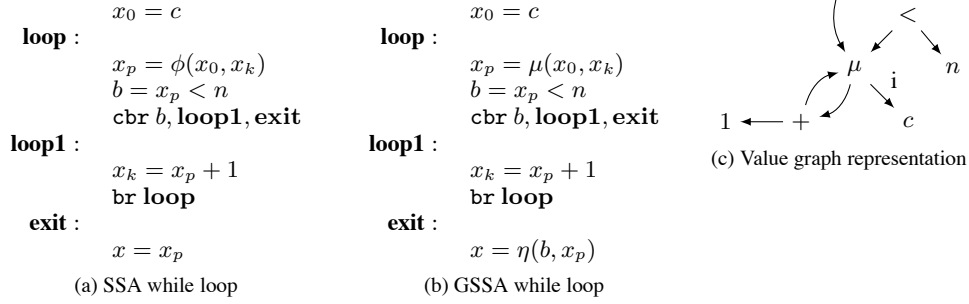 x₀ = c
loop :
xₚ = ϕ(x₀, xₖ)
b = xₚ < n
cbr b, loop1, exit
loop1 :
xₖ = xₚ + 1
br loop
exit :
x = xₚ
(a) SSA while loop
x₀ = c
loop :
xₚ = μ(x₀, xₖ)
b = xₚ < n
cbr b, loop1, exit
loop1 :
xₖ = xₚ + 1
br loop
exit :
x = η(b, xₚ)
(b) GSSA while loop
<
μ n
i
1 + c
(c) Value graph representation